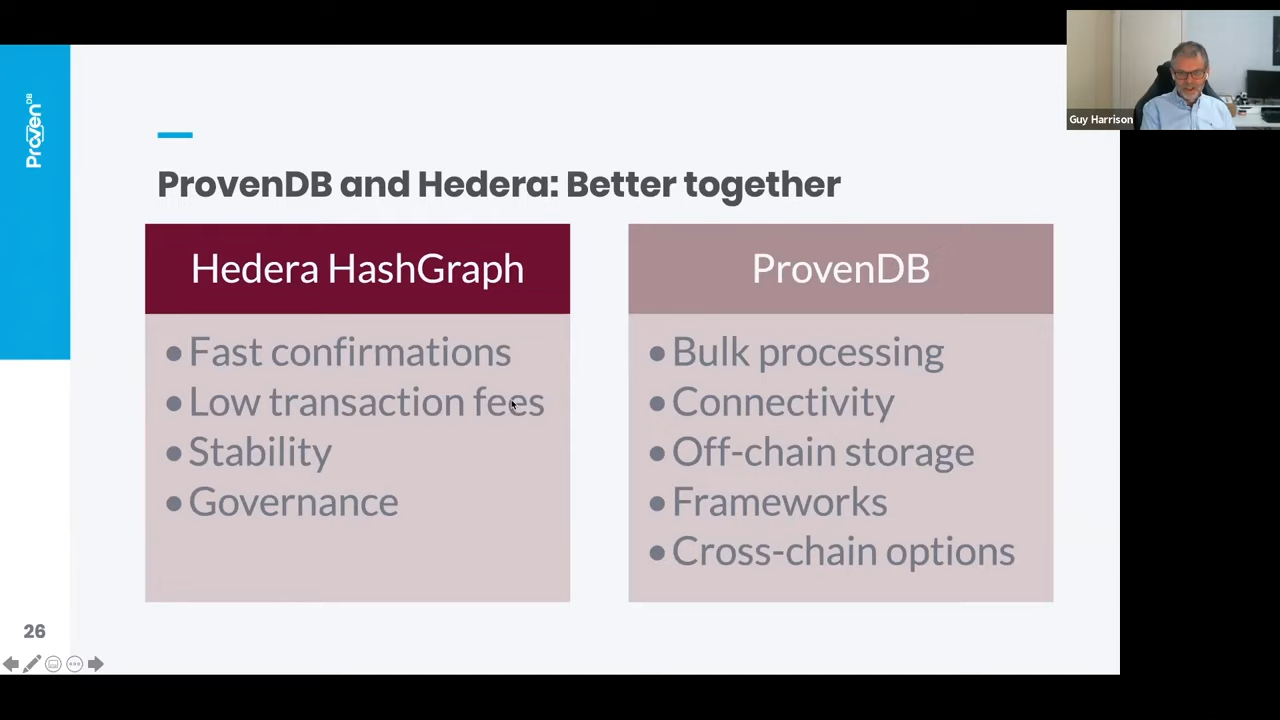 ProvenDB
Guy Harrison
ProvenDB and Hedera: Better together
Hedera HashGraph
• Fast confirmations
• Low transaction fees
• Stability
• Governance
ProvenDB
• Bulk processing
• Connectivity
• Off-chain storage
• Frameworks
• Cross-chain options
26